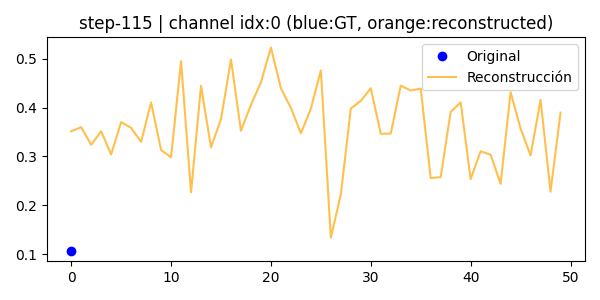 step-115 | channel idx:0 (blue:GT, orange:reconstructed)
Original
Reconstrucción
0.5
0.4
0.3
0.2
0.1
0 10 20 30 40 50